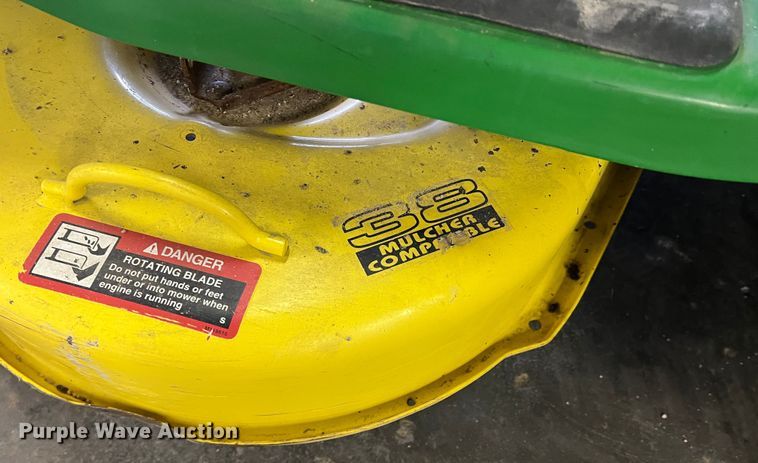 38
MULCHER
COMPATIBLE
DANGER
ROTATING BLADE
Do not put hands or feet
under or into mower when
engine is running
S
Purple Wave Auction